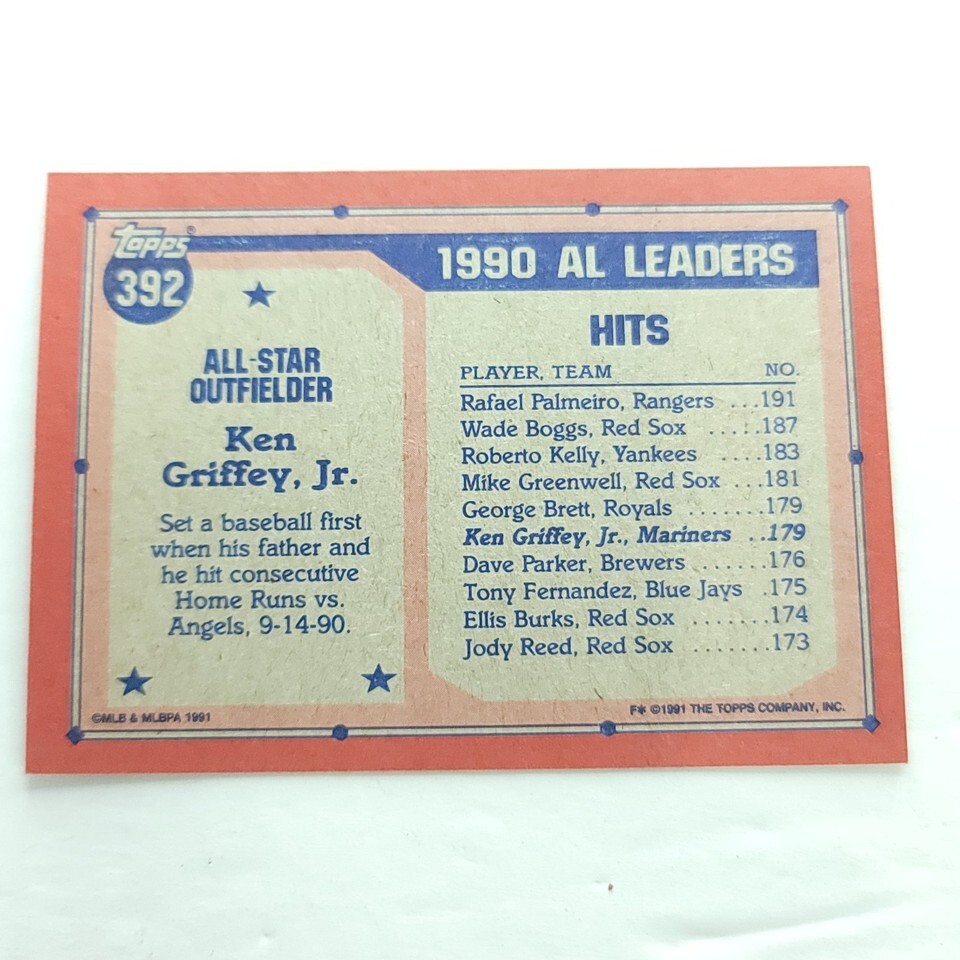 Topps®
392
ALL-STAR
OUTFIELDER
Ken
Griffey, Jr.
Set a baseball first
when his father and
he hit consecutive
Home Runs vs.
Angels, 9-14-90.
©MLB & MLBPA 1991
1990 AL LEADERS
HITS
PLAYER, TEAM NO.
Rafael Palmeiro, Rangers ...191
Wade Boggs, Red Sox .....187
Roberto Kelly, Yankees ....183
Mike Greenwell, Red Sox ...181
George Brett, Royals .......179
Ken Griffey, Jr., Mariners ..179
Dave Parker, Brewers ......176
Tony Fernandez, Blue Jays .175
Ellis Burks, Red Sox .......174
Jody Reed, Red Sox .......173
F* ©1991 THE TOPPS COMPANY, INC.